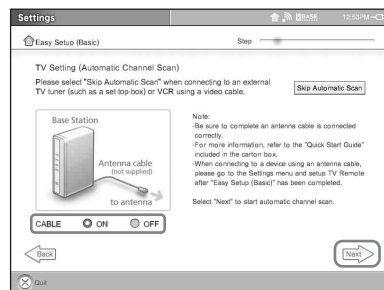 Settings
BASE
12:53PM
Easy Setup (Basic)
Step
TV Setting (Automatic Channel Scan)
Please select "Skip Automatic Scan" when connecting to an external
TV tuner (such as a set-top-box) or VCR using a video cable.
Skip Automatic Scan
Base Station
Antenna cable
(not supplied)
to antenna
Note:
-Be sure to complete an antenna cable is connected
correctly.
-For more information, refer to the "Quick Start Guide"
included in the carton box.
-When connecting to a device using an antenna cable,
please go to the Settings menu and setup TV Remote
after "Easy Setup (Basic)" has been completed.
Select "Next" to start automatic channel scan.
CABLE ON OFF
Back
Next
Quit